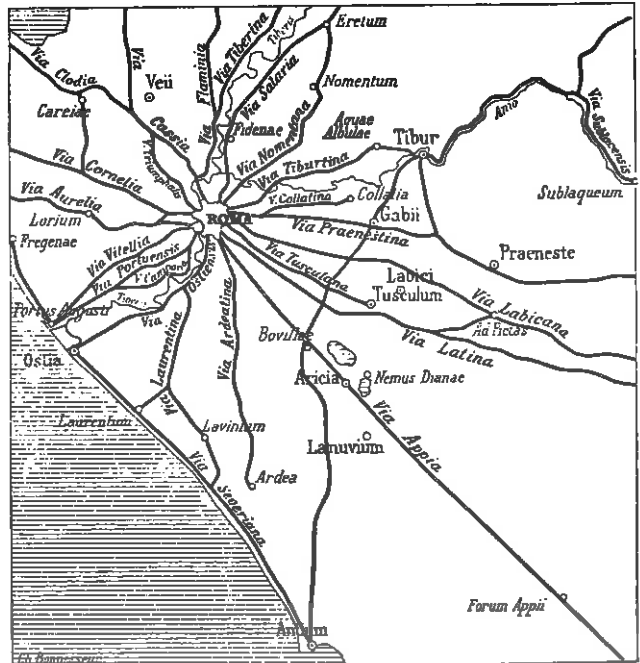 Eretum
Via Tiberina
Tiberis
Flaminia
Via
Via Salaria
Via Clodia
Via
Veii
Nomentum
Careiae
Cassia
Via
Fidenae
Via Nomentana
Aquae
Albulae
Tibur
Anio
Via Sublacensis
V. Triumphalis
Via Cornelia
Via Tiburtina
Sublaqueum
Via Aurelia
V. Collatina
Collatia
Lorium
ROMA
Gabii
Fregenae
Via Praenestina
Praeneste
Via Vitellia
Via Portuensis
V. Campana
Via Tusculana
Labici
Tusculum
Via Labicana
Ostiensis
Via
Portus Augusti
Ad Pictas
Via Latina
Via Ardeatina
Bovillae
Ostia
Via Laurentina
Aricia
Nemus Dianae
Laurentum
Lavinium
Lanuvium
Via Appia
Via Severiana
Ardea
Forum Appii
Antium